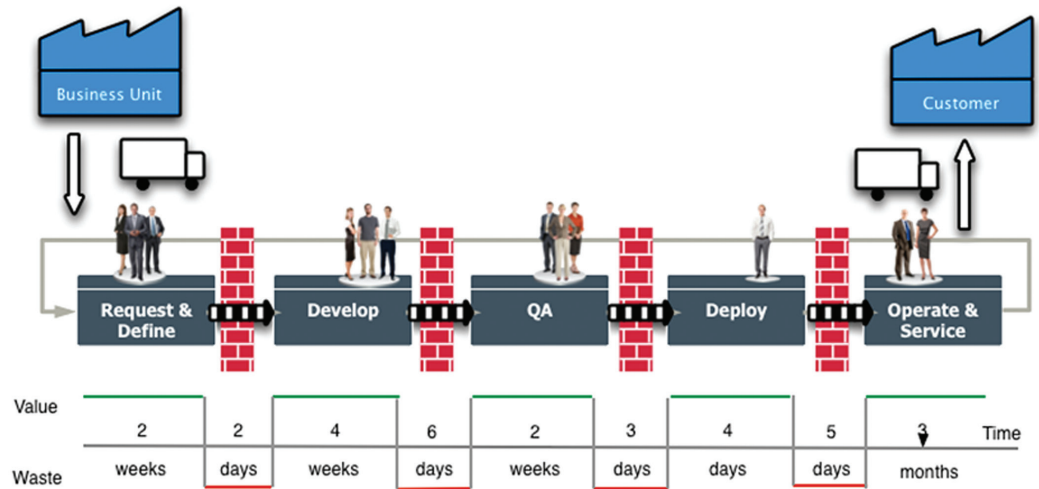 Business Unit
Customer
Request &
Define
Develop
QA
Deploy
Operate &
Service
Value
2 2 4 6 2 3 4 5 3 Time
Waste weeks days weeks days weeks days days days months